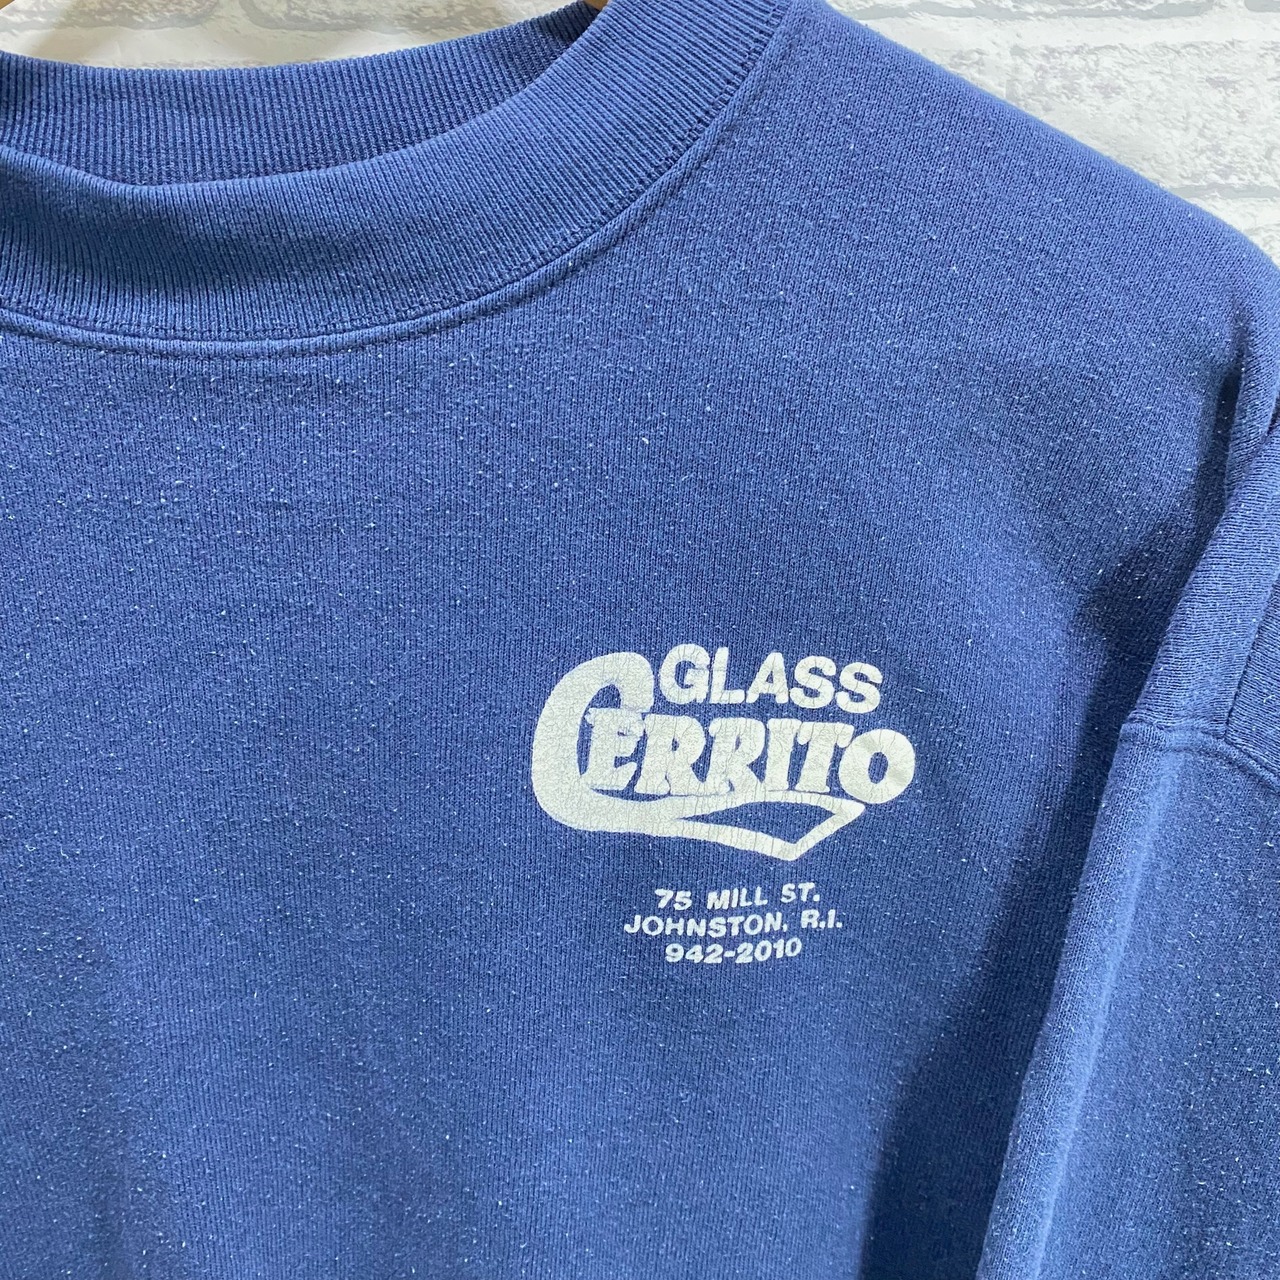 GLASS
CERRITO
75 MILL ST.
JOHNSTON, R.I.
942-2010